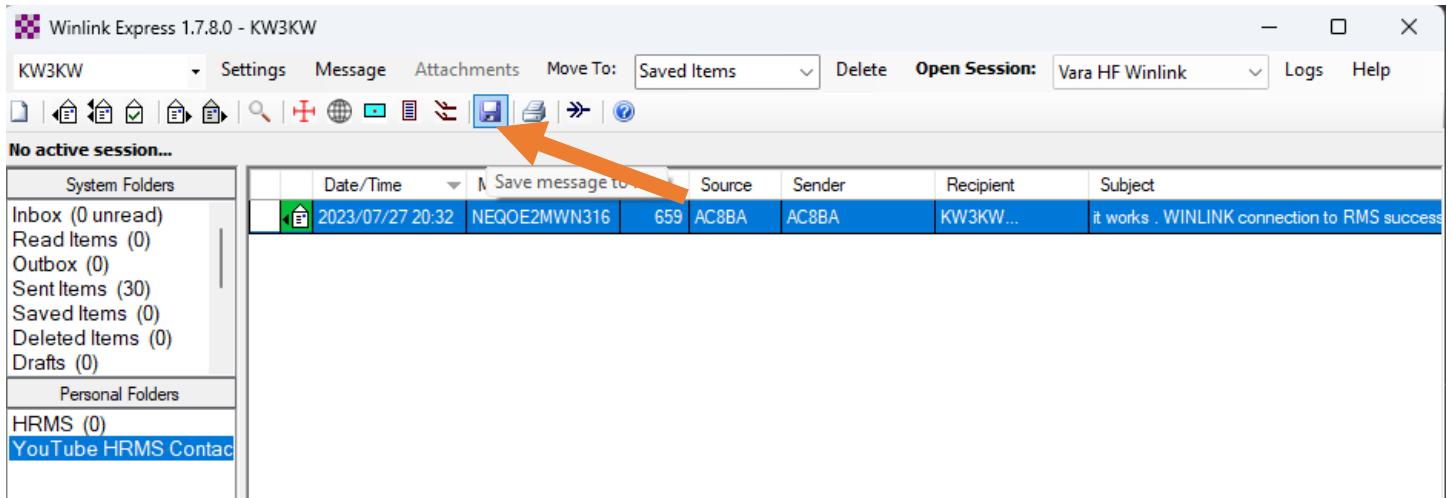 Winlink Express 1.7.8.0 - KW3KW
KW3KW Settings Message Attachments Move To: Saved Items Delete Open Session: Vara HF Winlink Logs Help
No active session...
System Folders
Inbox (0 unread)
Read Items (0)
Outbox (0)
Sent Items (30)
Saved Items (0)
Deleted Items (0)
Drafts (0)
Personal Folders
HRMS (0)
YouTube HRMS Contac
Date/Time Source Sender Recipient Subject
Save message to
2023/07/27 20:32 NEQOE2MWN316 659 AC8BA AC8BA KW3KW... it works . WINLINK connection to RMS success